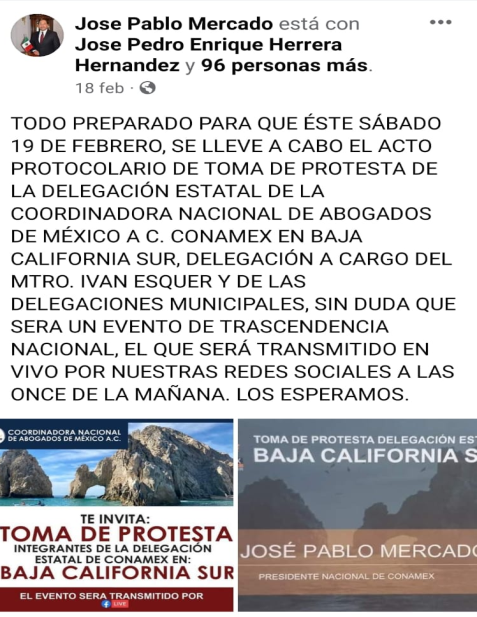 Jose Pablo Mercado está con
Jose Pedro Enrique Herrera
Hernandez y 96 personas más.
18 feb ·
TODO PREPARADO PARA QUE ÉSTE SÁBADO
19 DE FEBRERO, SE LLEVE A CABO EL ACTO
PROTOCOLARIO DE TOMA DE PROTESTA DE
LA DELEGACIÓN ESTATAL DE LA
COORDINADORA NACIONAL DE ABOGADOS
DE MÉXICO A C. CONAMEX EN BAJA
CALIFORNIA SUR, DELEGACIÓN A CARGO DEL
MTRO. IVAN ESQUER Y DE LAS
DELEGACIONES MUNICIPALES, SIN DUDA QUE
SERA UN EVENTO DE TRASCENDENCIA
NACIONAL, EL QUE SERÁ TRANSMITIDO EN
VIVO POR NUESTRAS REDES SOCIALES A LAS
ONCE DE LA MAÑANA. LOS ESPERAMOS.
COORDINADORA NACIONAL
DE ABOGADOS DE MÉXICO A.C.
TE INVITA:
TOMA DE PROTESTA
INTEGRANTES DE LA DELEGACIÓN
ESTATAL DE CONAMEX EN:
BAJA CALIFORNIA SUR
EL EVENTO SERA TRANSMITIDO POR
LIVE
TOMA DE PROTESTA DELEGACIÓN EST
BAJA CALIFORNIA S
JOSÉ PABLO MERCADO
PRESIDENTE NACIONAL DE CONAMEX